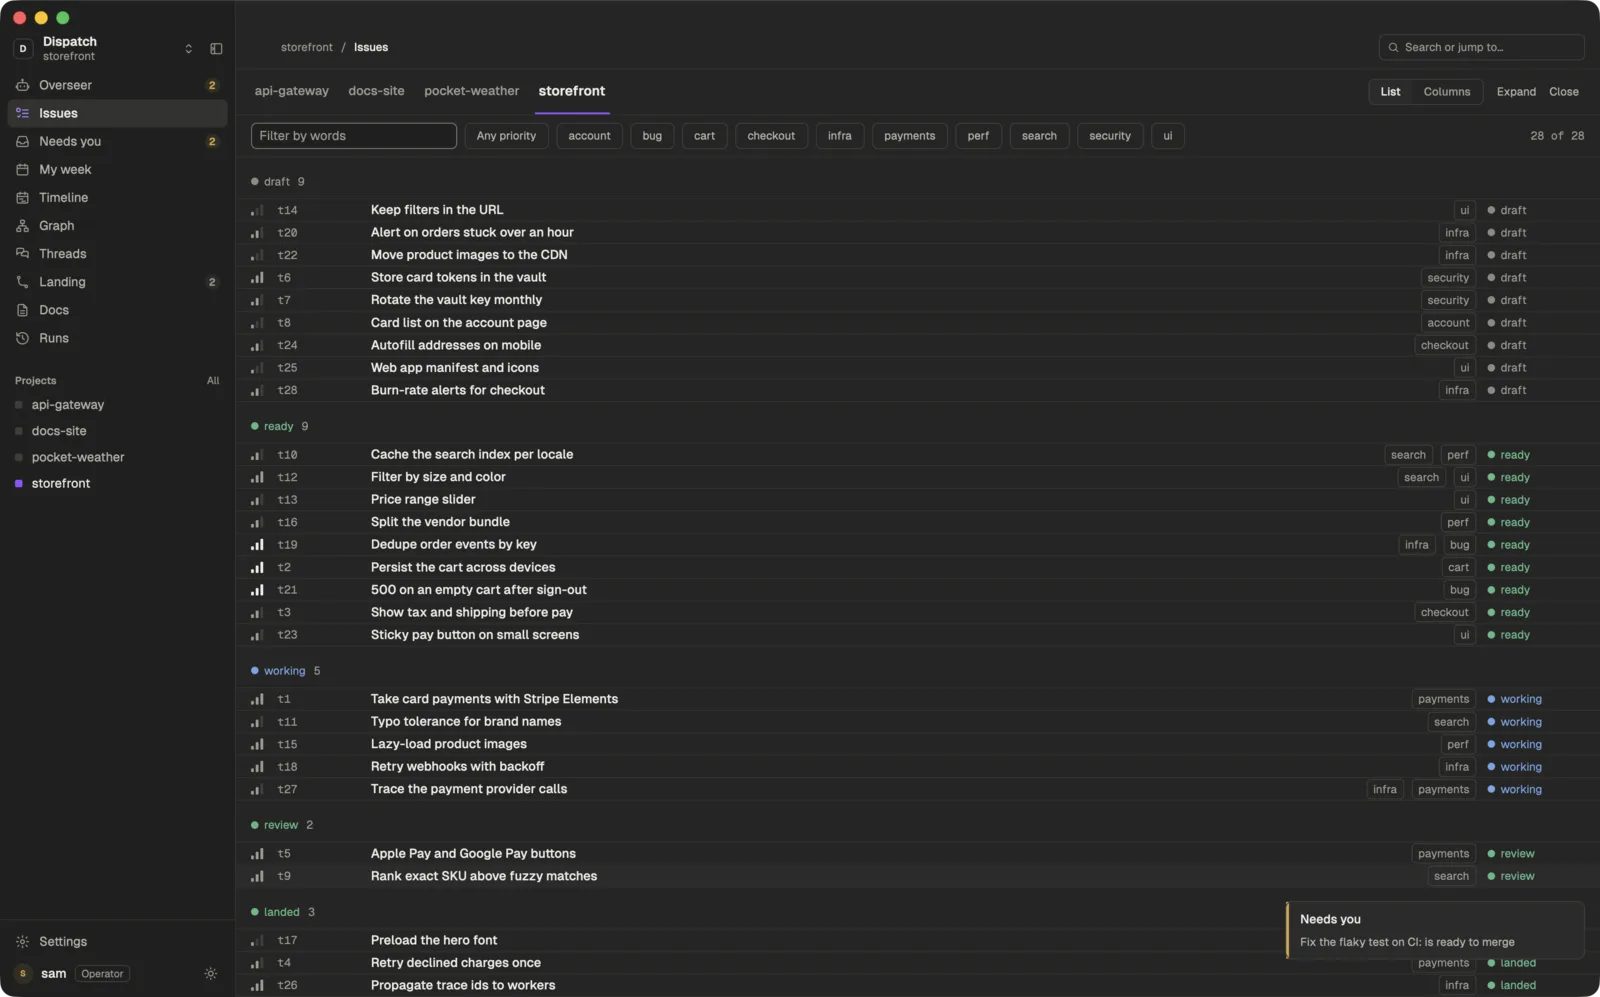 D
Dispatch
storefront
Overseer 2
Issues
Needs you 2
My week
Timeline
Graph
Threads
Landing 2
Docs
Runs
Projects All
api-gateway
docs-site
pocket-weather
storefront
Settings
S sam Operator
storefront / Issues
Search or jump to…
api-gateway docs-site pocket-weather storefront
List Columns Expand Close
Filter by words Any priority account bug cart checkout infra payments perf search security ui 28 of 28
draft 9
t14 Keep filters in the URL ui draft
t20 Alert on orders stuck over an hour infra draft
t22 Move product images to the CDN infra draft
t6 Store card tokens in the vault security draft
t7 Rotate the vault key monthly security draft
t8 Card list on the account page account draft
t24 Autofill addresses on mobile checkout draft
t25 Web app manifest and icons ui draft
t28 Burn-rate alerts for checkout infra draft
ready 9
t10 Cache the search index per locale search perf ready
t12 Filter by size and color search ui ready
t13 Price range slider ui ready
t16 Split the vendor bundle perf ready
t19 Dedupe order events by key infra bug ready
t2 Persist the cart across devices cart ready
t21 500 on an empty cart after sign-out bug ready
t3 Show tax and shipping before pay checkout ready
t23 Sticky pay button on small screens ui ready
working 5
t1 Take card payments with Stripe Elements payments working
t11 Typo tolerance for brand names search working
t15 Lazy-load product images perf working
t18 Retry webhooks with backoff infra working
t27 Trace the payment provider calls infra payments working
review 2
t5 Apple Pay and Google Pay buttons payments review
t9 Rank exact SKU above fuzzy matches search review
landed 3
t17 Preload the hero font
t4 Retry declined charges once payments landed
t26 Propagate trace ids to workers infra landed
Needs you
Fix the flaky test on CI: is ready to merge